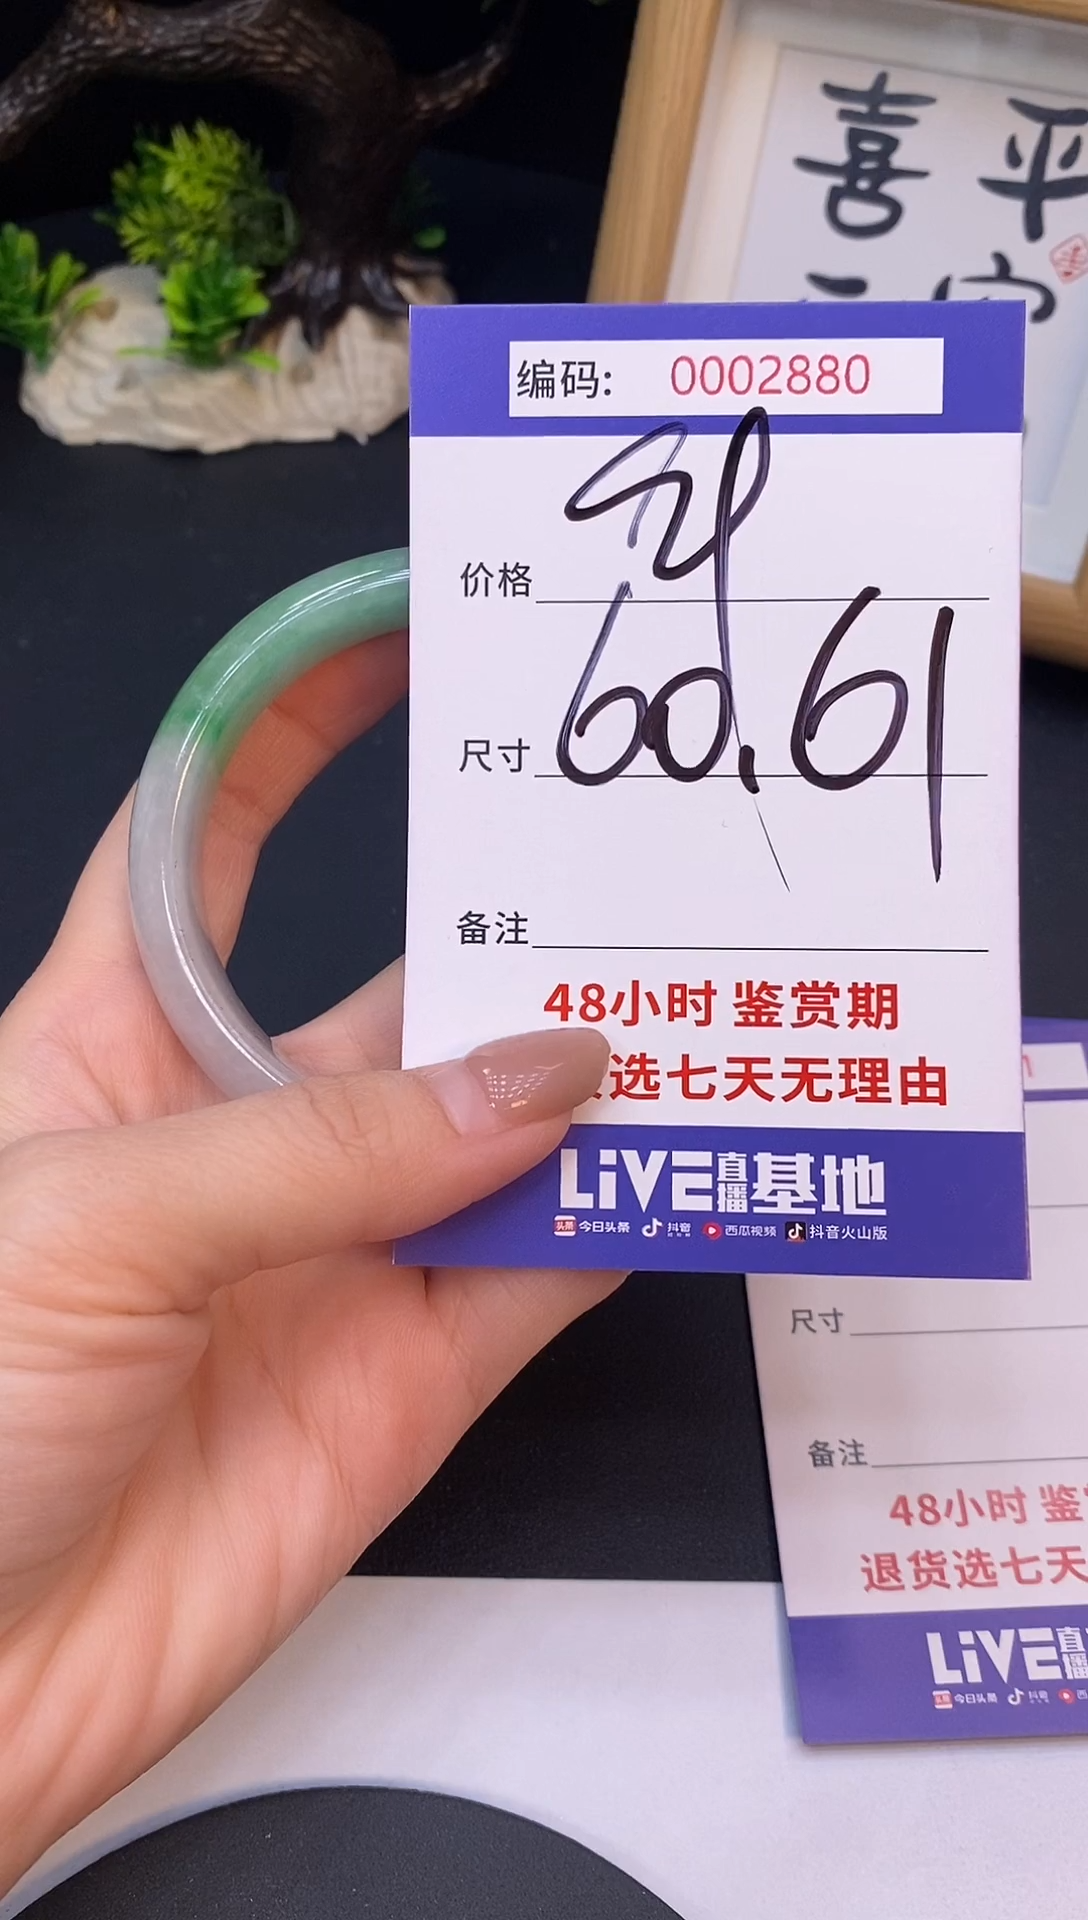 喜 平
编码: 0002880
价格
尺寸 60.61
备注
48小时 鉴赏期
选七天无理由
LiVE直播基地
头条 今日头条 抖音 西瓜视频 抖音火山版
尺寸
备注
48小时 鉴
退货选七天
LiVE直播
头条 今日头条 抖音 西